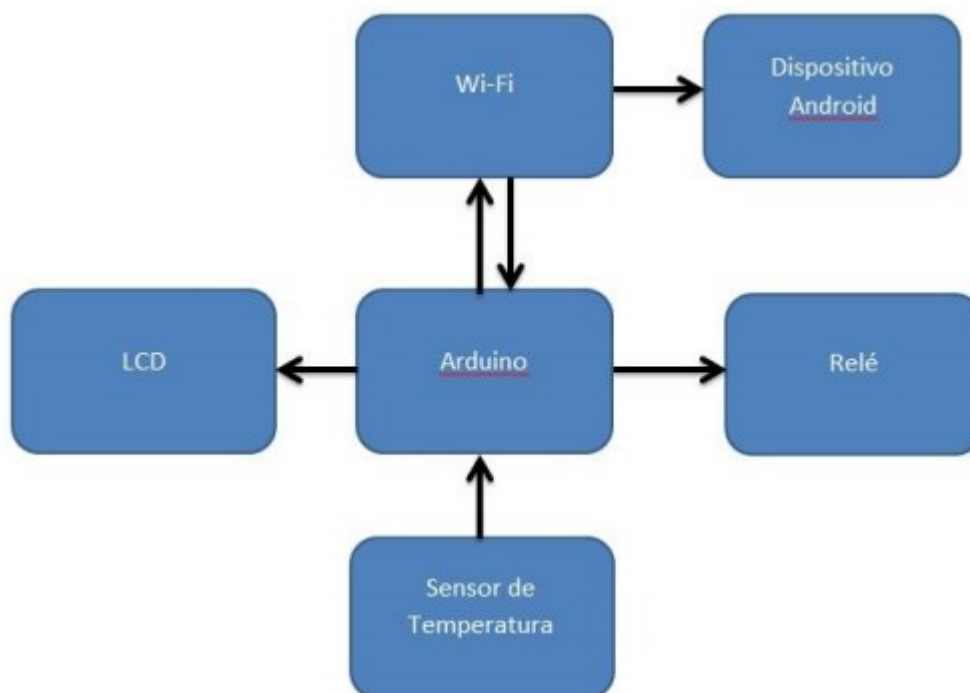 Wi-Fi
Dispositivo
Android
LCD
Arduino
Relé
Sensor de
Temperatura